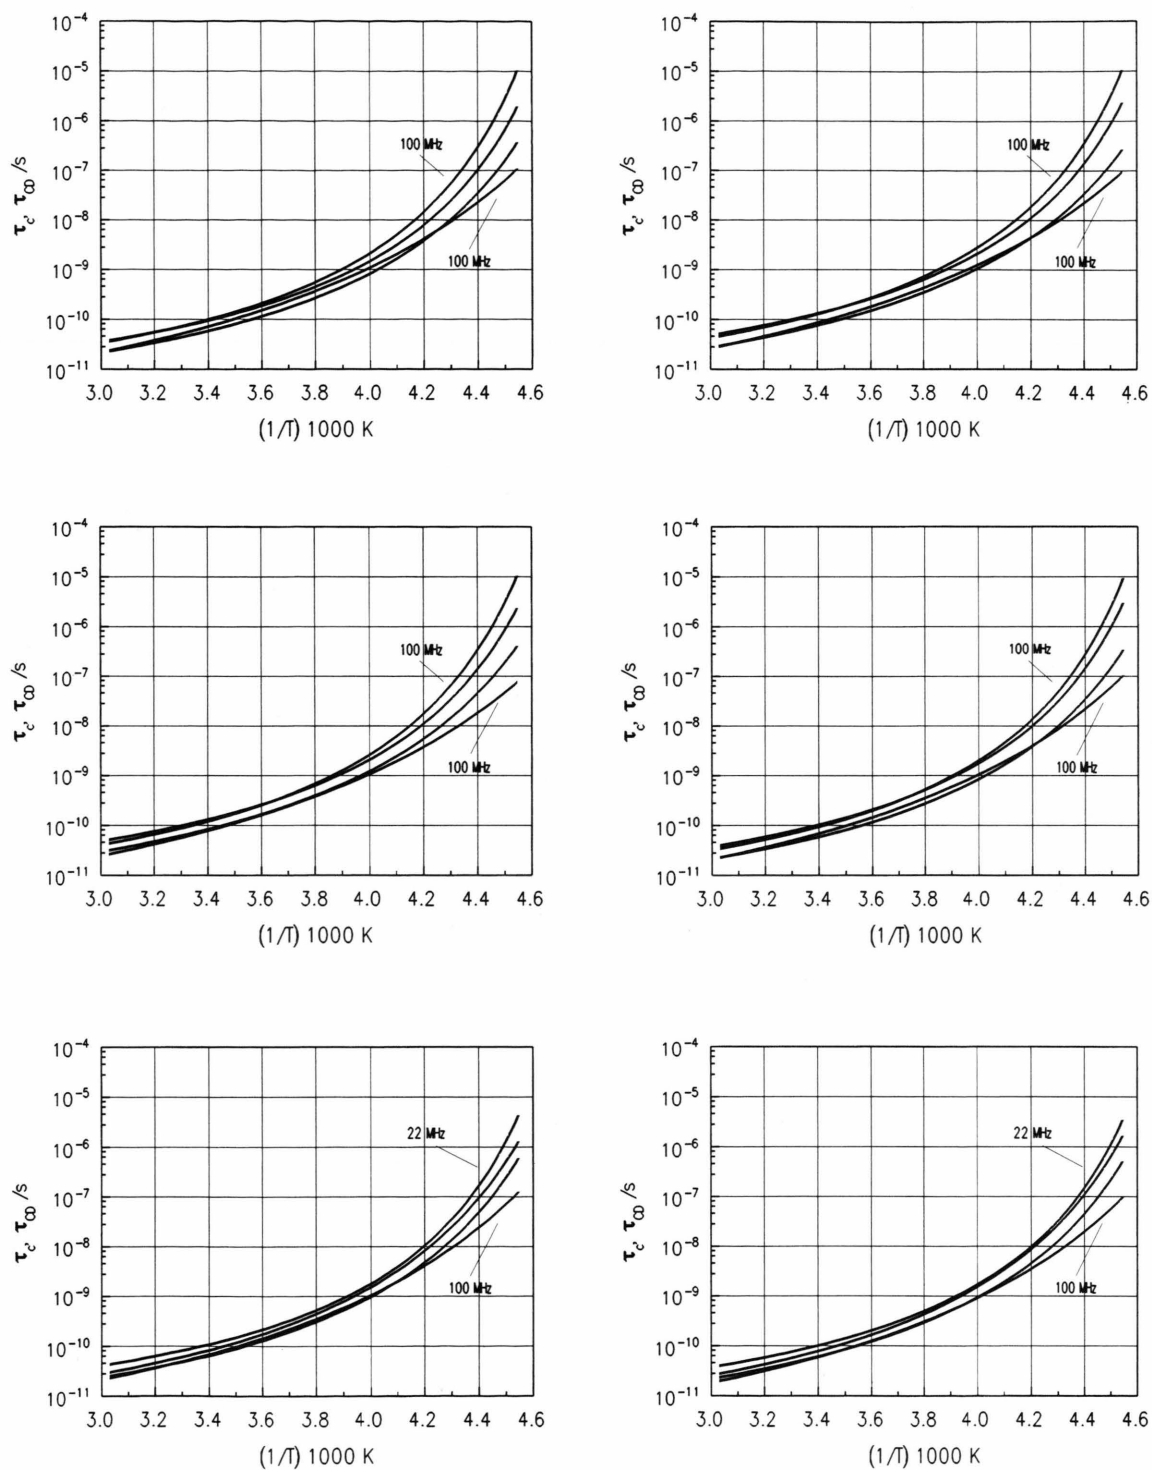 10⁻⁴
10⁻⁵
10⁻⁶
10⁻⁷
10⁻⁸
10⁻⁹
10⁻¹⁰
10⁻¹¹
τc, τCD /s
100 MHz
100 MHz
3.0 3.2 3.4 3.6 3.8 4.0 4.2 4.4 4.6
(1/T) 1000 K
10⁻⁴
10⁻⁵
10⁻⁶
10⁻⁷
10⁻⁸
10⁻⁹
10⁻¹⁰
10⁻¹¹
τc, τCD /s
100 MHz
100 MHz
3.0 3.2 3.4 3.6 3.8 4.0 4.2 4.4 4.6
(1/T) 1000 K
10⁻⁴
10⁻⁵
10⁻⁶
10⁻⁷
10⁻⁸
10⁻⁹
10⁻¹⁰
10⁻¹¹
τc, τCD /s
100 MHz
100 MHz
3.0 3.2 3.4 3.6 3.8 4.0 4.2 4.4 4.6
(1/T) 1000 K
10⁻⁴
10⁻⁵
10⁻⁶
10⁻⁷
10⁻⁸
10⁻⁹
10⁻¹⁰
10⁻¹¹
τc, τCD /s
100 MHz
100 MHz
3.0 3.2 3.4 3.6 3.8 4.0 4.2 4.4 4.6
(1/T) 1000 K
10⁻⁴
10⁻⁵
10⁻⁶
10⁻⁷
10⁻⁸
10⁻⁹
10⁻¹⁰
10⁻¹¹
τc, τCD /s
22 MHz
100 MHz
3.0 3.2 3.4 3.6 3.8 4.0 4.2 4.4 4.6
(1/T) 1000 K
10⁻⁴
10⁻⁵
10⁻⁶
10⁻⁷
10⁻⁸
10⁻⁹
10⁻¹⁰
10⁻¹¹
τc, τCD /s
22 MHz
100 MHz
3.0 3.2 3.4 3.6 3.8 4.0 4.2 4.4 4.6
(1/T) 1000 K